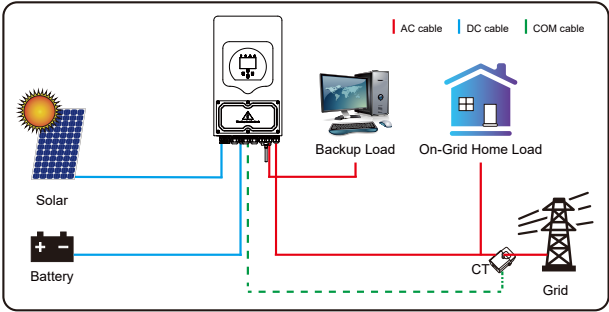 AC cable
DC cable
COM cable
Backup Load
On-Grid Home Load
Solar
Battery
CT
Grid